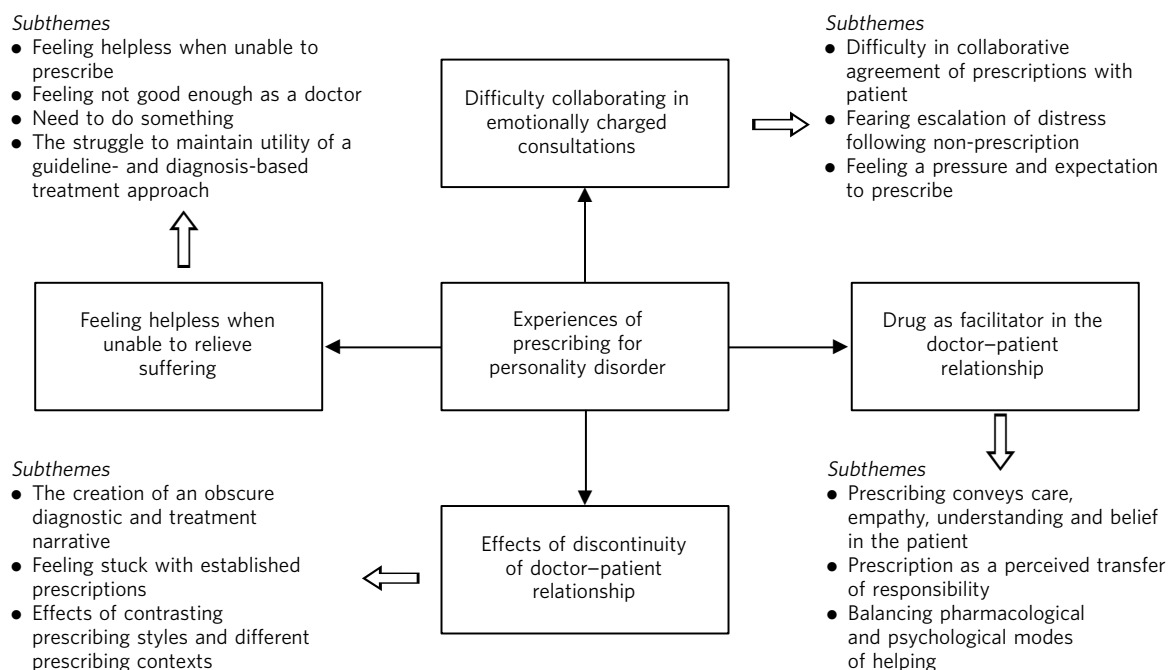 Subthemes
● Feeling helpless when unable to
prescribe
● Feeling not good enough as a doctor
● Need to do something
● The struggle to maintain utility of a
guideline- and diagnosis-based
treatment approach
Difficulty collaborating in
emotionally charged
consultations
Subthemes
● Difficulty in collaborative
agreement of prescriptions with
patient
● Fearing escalation of distress
following non-prescription
● Feeling a pressure and expectation
to prescribe
Feeling helpless when
unable to relieve
suffering
Experiences of
prescribing for
personality disorder
Drug as facilitator in the
doctor–patient
relationship
Subthemes
● The creation of an obscure
diagnostic and treatment
narrative
● Feeling stuck with established
prescriptions
● Effects of contrasting
prescribing styles and different
prescribing contexts
Effects of discontinuity
of doctor–patient
relationship
Subthemes
● Prescribing conveys care,
empathy, understanding and belief
in the patient
● Prescription as a perceived transfer
of responsibility
● Balancing pharmacological
and psychological modes
of helping